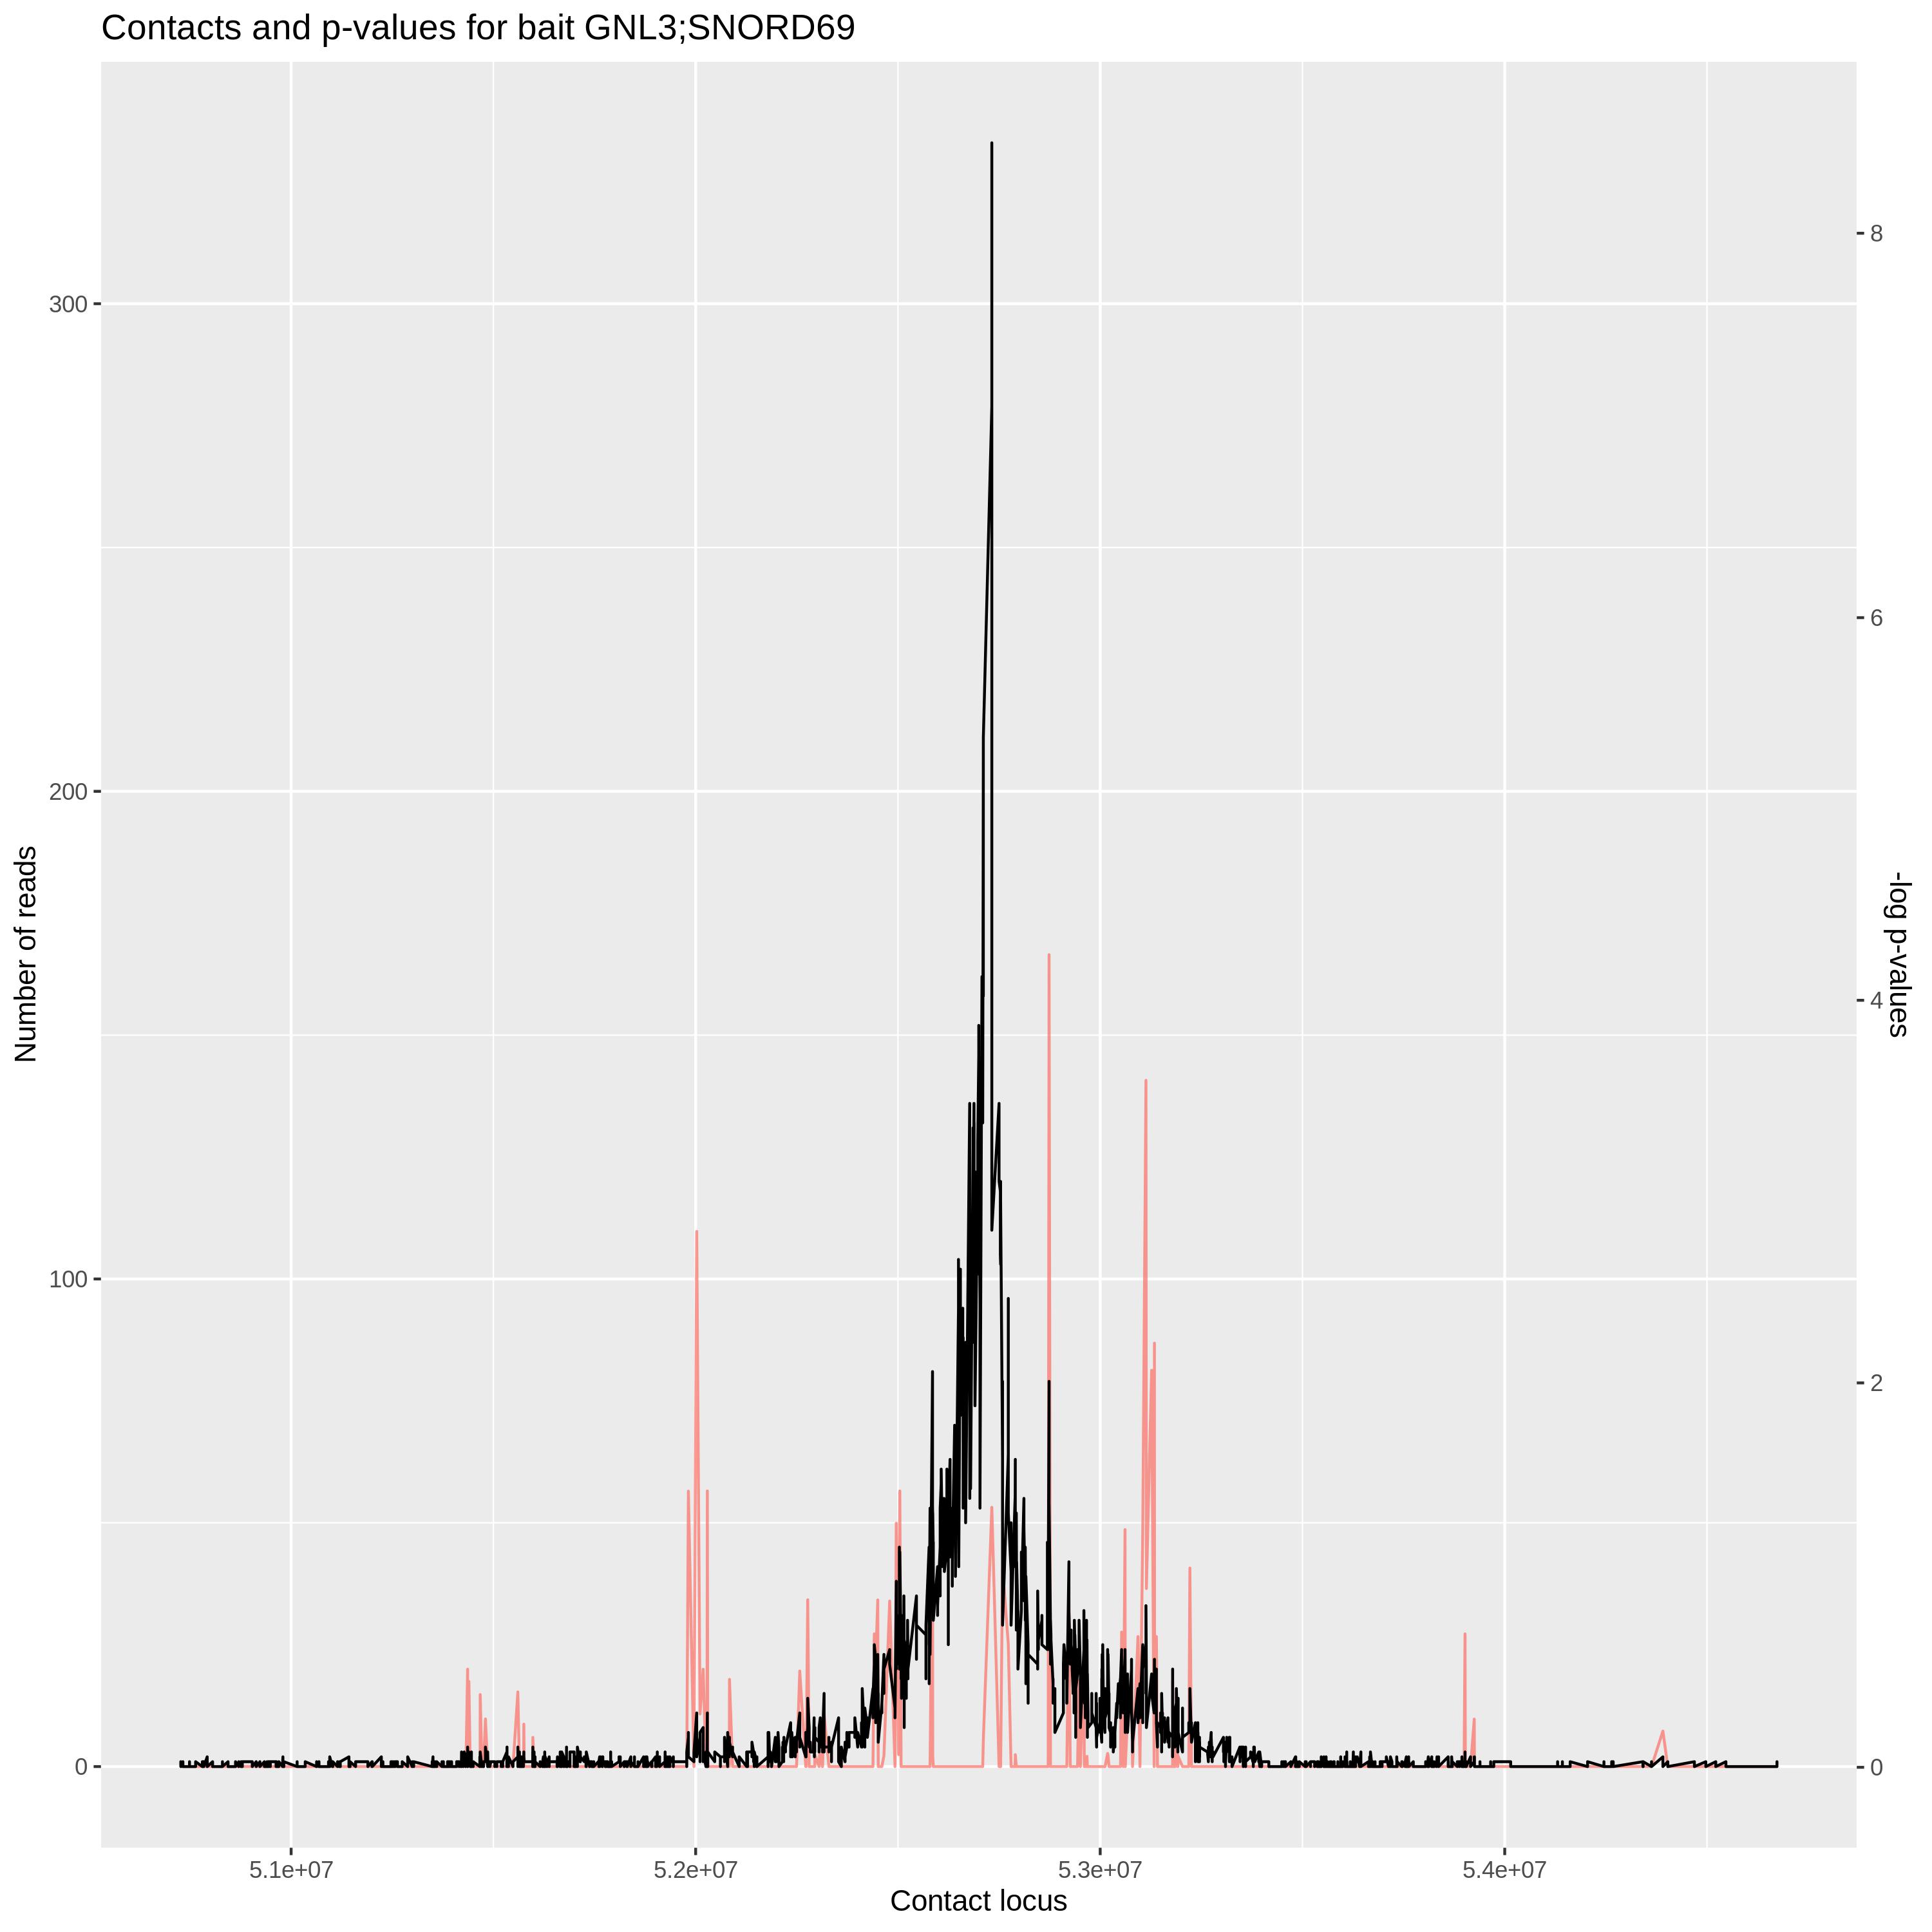 Contacts and p-values for bait GNL3;SNORD69
300
200
100
0
Number of reads
8
6
4
2
0
-log p-values
5.1e+07
5.2e+07
5.3e+07
5.4e+07
Contact locus